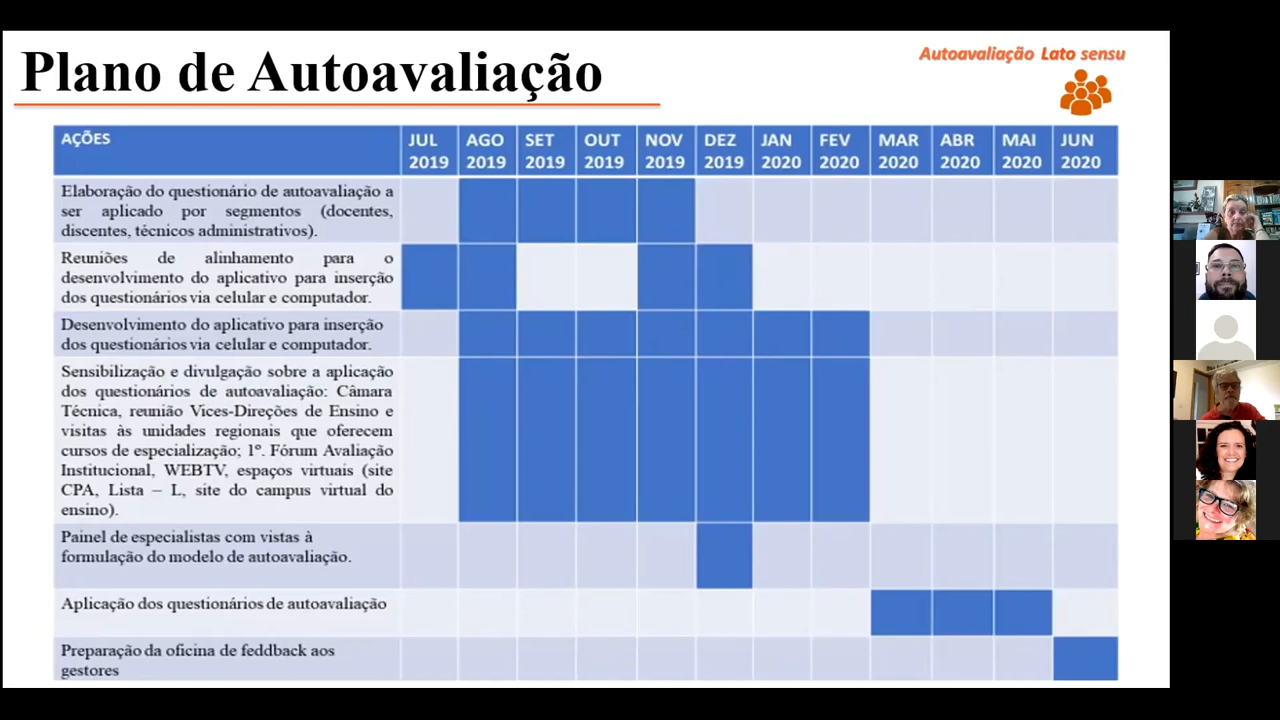 Plano de Autoavaliação
Autoavaliação Lato sensu
AÇÕES
JUL 2019
AGO 2019
SET 2019
OUT 2019
NOV 2019
DEZ 2019
JAN 2020
FEV 2020
MAR 2020
ABR 2020
MAI 2020
JUN 2020
Elaboração do questionário de autoavaliação a
ser aplicado por segmentos (docentes,
discentes, técnicos administrativos).
Reuniões de alinhamento para o
desenvolvimento do aplicativo para inserção
dos questionários via celular e computador.
Desenvolvimento do aplicativo para inserção
dos questionários via celular e computador.
Sensibilização e divulgação sobre a aplicação
dos questionários de autoavaliação: Câmara
Técnica, reunião Vices-Direções de Ensino e
visitas às unidades regionais que oferecem
cursos de especialização; 1º. Fórum Avaliação
Institucional, WEBTV, espaços virtuais (site
CPA, Lista – L, site do campus virtual do
ensino).
Painel de especialistas com vistas à
formulação do modelo de autoavaliação.
Aplicação dos questionários de autoavaliação
Preparação da oficina de feddback aos
gestores